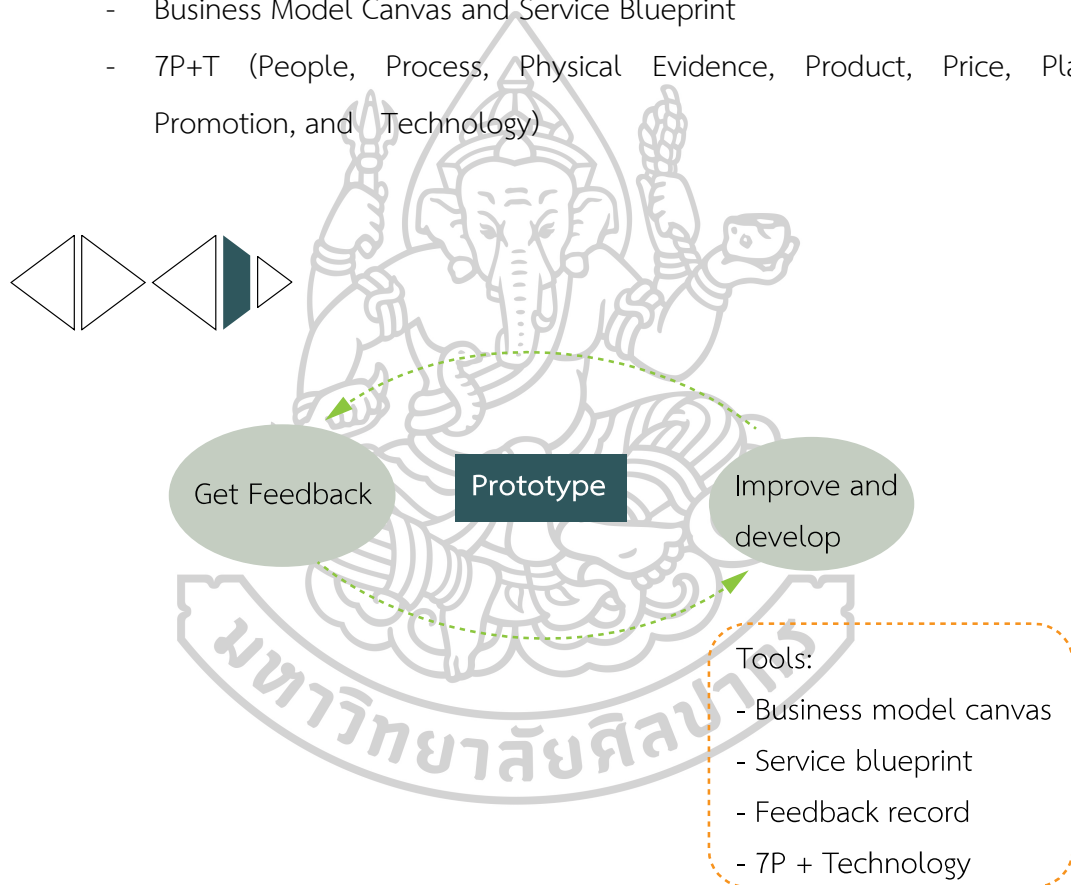 - Business Model Canvas and Service Blueprint
- 7P+T (People, Process, Physical Evidence, Product, Price,
Promotion, and Technology)
Get Feedback
Prototype
Improve and
develop
Tools:
- Business model canvas
- Service blueprint
- Feedback record
- 7P + Technology
มหาวิทยาลัยศิลปากร